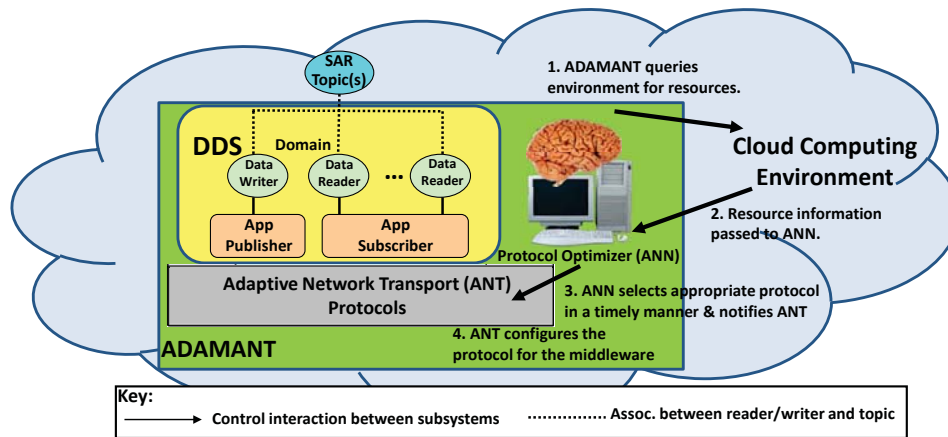 SAR
Topic(s)
1. ADAMANT queries
environment for resources.
DDS
Domain
Data
Writer
Data
Reader
...
Data
Reader
Cloud Computing
Environment
App
Publisher
App
Subscriber
2. Resource information
passed to ANN.
Protocol Optimizer (ANN)
Adaptive Network Transport (ANT)
Protocols
3. ANN selects appropriate protocol
in a timely manner & notifies ANT
4. ANT configures the
protocol for the middleware
ADAMANT
Key:
Control interaction between subsystems
Assoc. between reader/writer and topic